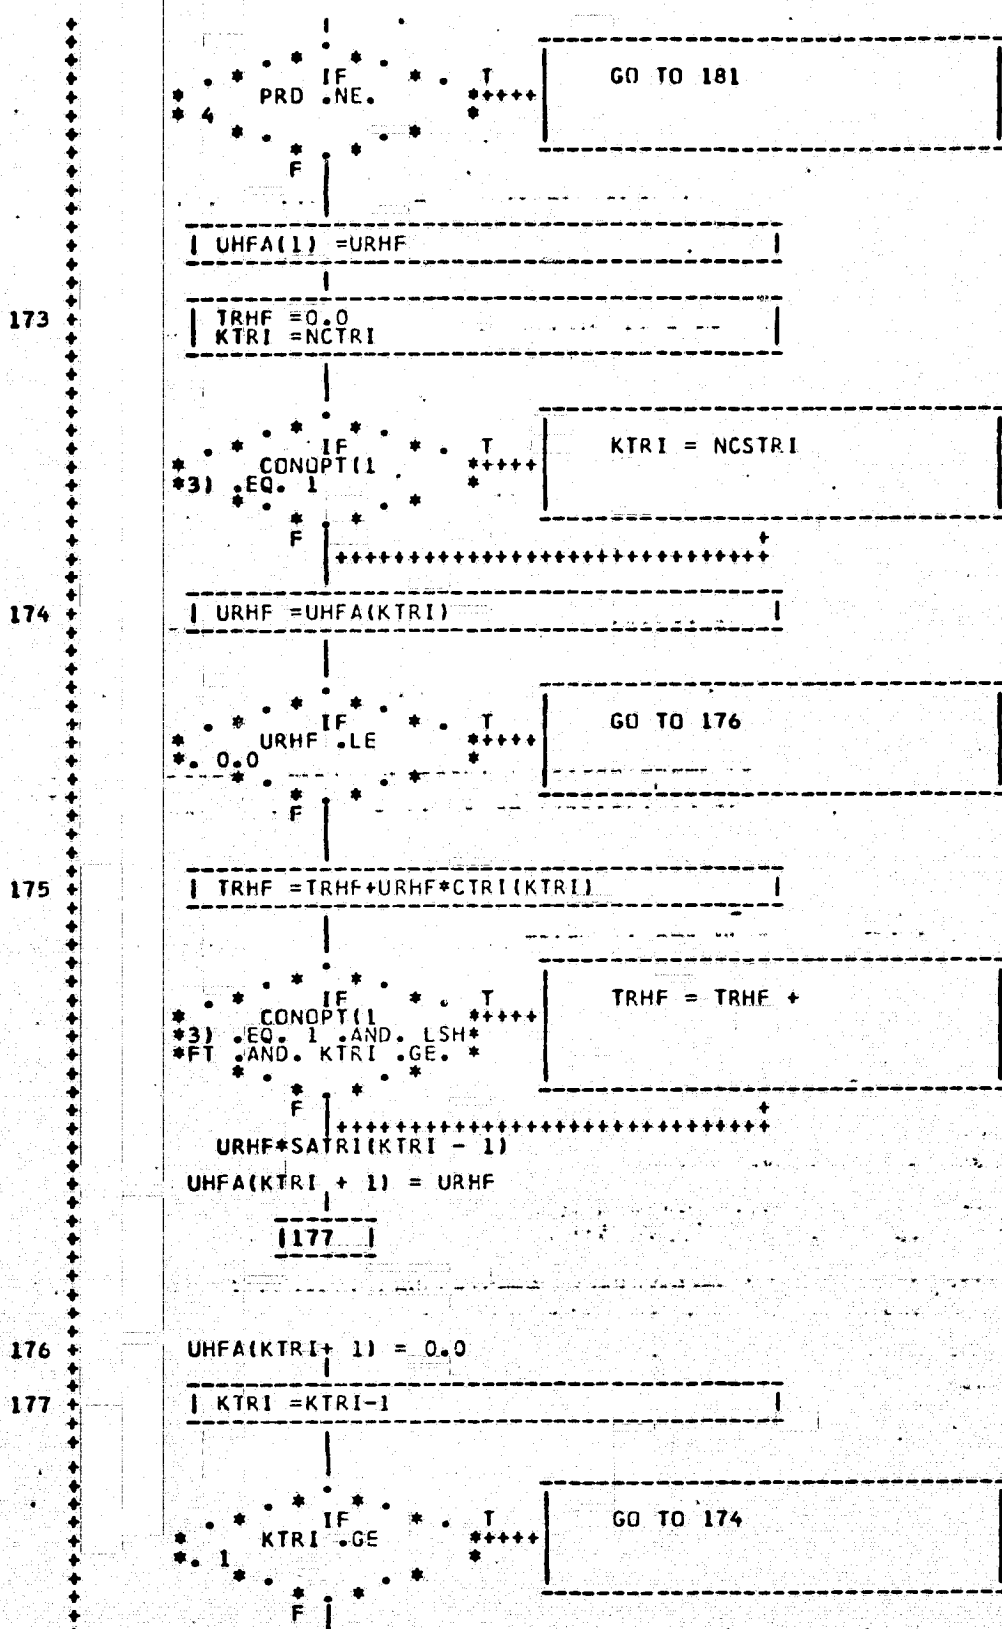 IF T GO TO 181
* PRD .NE. *++++
* 4 *
F
| UHFA(1) =URHF |
173 | TRHF =0.0 |
| KTRI =NCTRI |
IF T KTRI = NCSTRI
* CONOPT(1 *++++
*3) .EQ. 1 *
F +
++++++++++++++++++++++++++++++
174 | URHF =UHFA(KTRI) |
IF T GO TO 176
* URHF .LE *++++
*. 0.0 *
F
175 | TRHF =TRHF+URHF*CTRI(KTRI) |
IF T TRHF = TRHF +
* CONOPT(1 *++++
*3) .EQ. 1 .AND. LSH*
*FT .AND. KTRI .GE. *
F +
++++++++++++++++++++++++++++++
URHF*SATRI(KTRI - 1)
UHFA(KTRI + 1) = URHF
|177 |
176 UHFA(KTRI+ 1) = 0.0
177 | KTRI =KTRI-1 |
IF T GO TO 174
* KTRI .GE *++++
*. 1 *
F